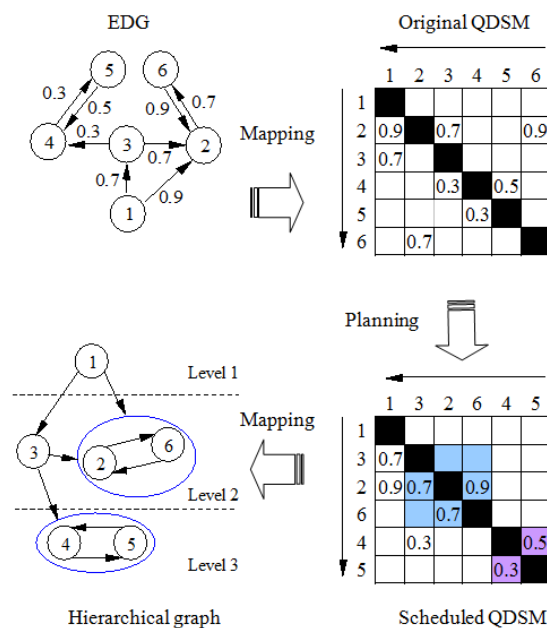 EDG
Original QDSM
5
6
0.3
0.5
0.9
0.7
4
0.3
3
0.7
2
0.7
0.9
1
Mapping
1 2 3 4 5 6
1
2 0.9 0.7 0.9
3 0.7
4 0.3 0.5
5 0.3
6 0.7
Planning
1
Level 1
3
2
6
Level 2
4
5
Level 3
Mapping
1 3 2 6 4 5
1
3 0.7
2 0.9 0.7 0.9
6 0.7
4 0.3 0.5
5 0.3
Hierarchical graph
Scheduled QDSM